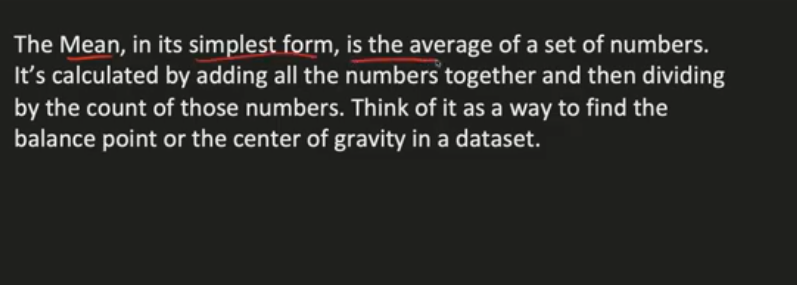 The Mean, in its simplest form, is the average of a set of numbers.
It’s calculated by adding all the numbers together and then dividing
by the count of those numbers. Think of it as a way to find the
balance point or the center of gravity in a dataset.